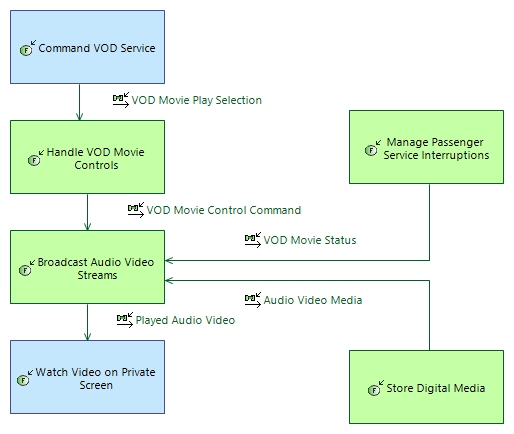 Command VOD Service
VOD Movie Play Selection
Handle VOD Movie
Controls
Manage Passenger
Service Interruptions
VOD Movie Control Command
VOD Movie Status
Broadcast Audio Video
Streams
Audio Video Media
Played Audio Video
Watch Video on Private
Screen
Store Digital Media